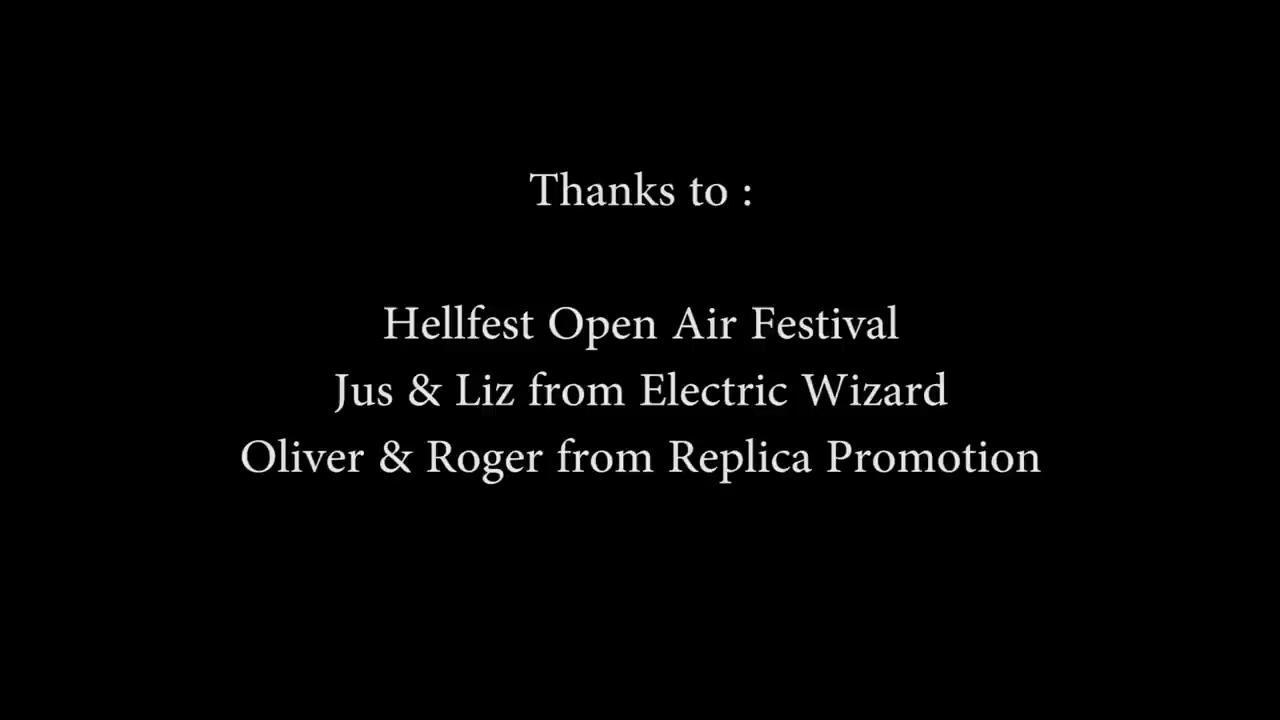 Thanks to :
Hellfest Open Air Festival
Jus & Liz from Electric Wizard
Oliver & Roger from Replica Promotion